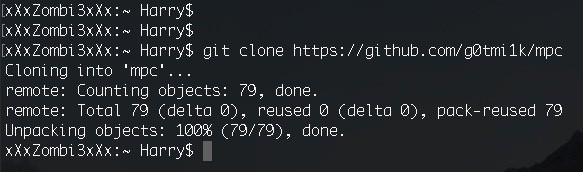 [xXxZombi3xXx:~ Harry$
[xXxZombi3xXx:~ Harry$
[xXxZombi3xXx:~ Harry$ git clone https://github.com/g0tmi1k/mpc
Cloning into 'mpc'...
remote: Counting objects: 79, done.
remote: Total 79 (delta 0), reused 0 (delta 0), pack-reused 79
Unpacking objects: 100% (79/79), done.
xXxZombi3xXx:~ Harry$